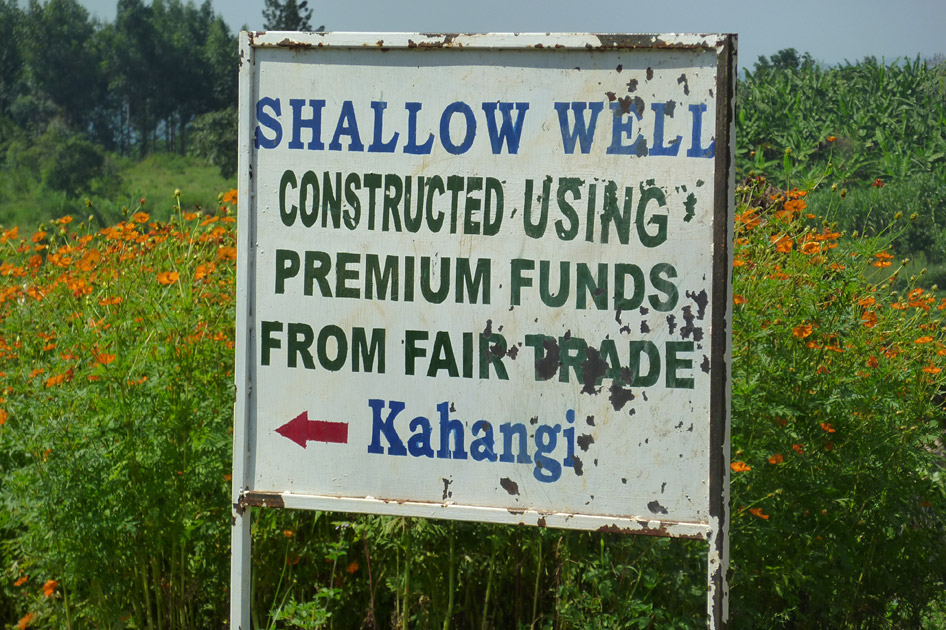 SHALLOW WELL
CONSTRUCTED USING
PREMIUM FUNDS
FROM FAIR TRADE
Kahangi